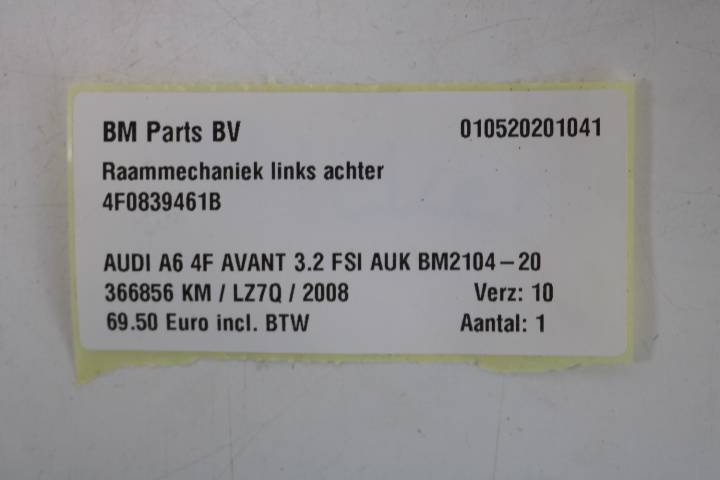 BM Parts BV 010520201041
Raammechaniek links achter
4F0839461B
AUDI A6 4F AVANT 3.2 FSI AUK BM2104-20
366856 KM / LZ7Q / 2008 Verz: 10
69.50 Euro incl. BTW Aantal: 1